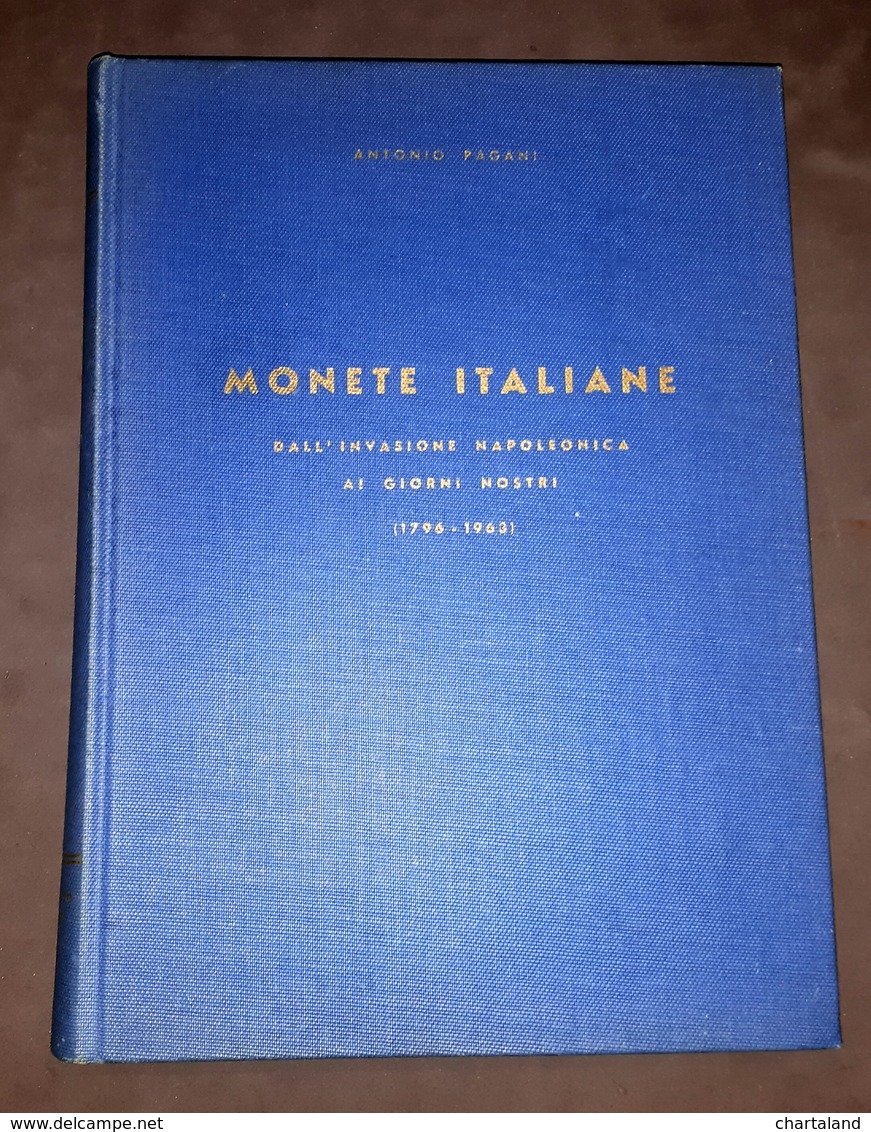 ANTONIO PAGANI
MONETE ITALIANE
DALL'INVASIONE NAPOLEONICA
AI GIORNI NOSTRI
(1796-1963)
www.delcampe.net
chartaland